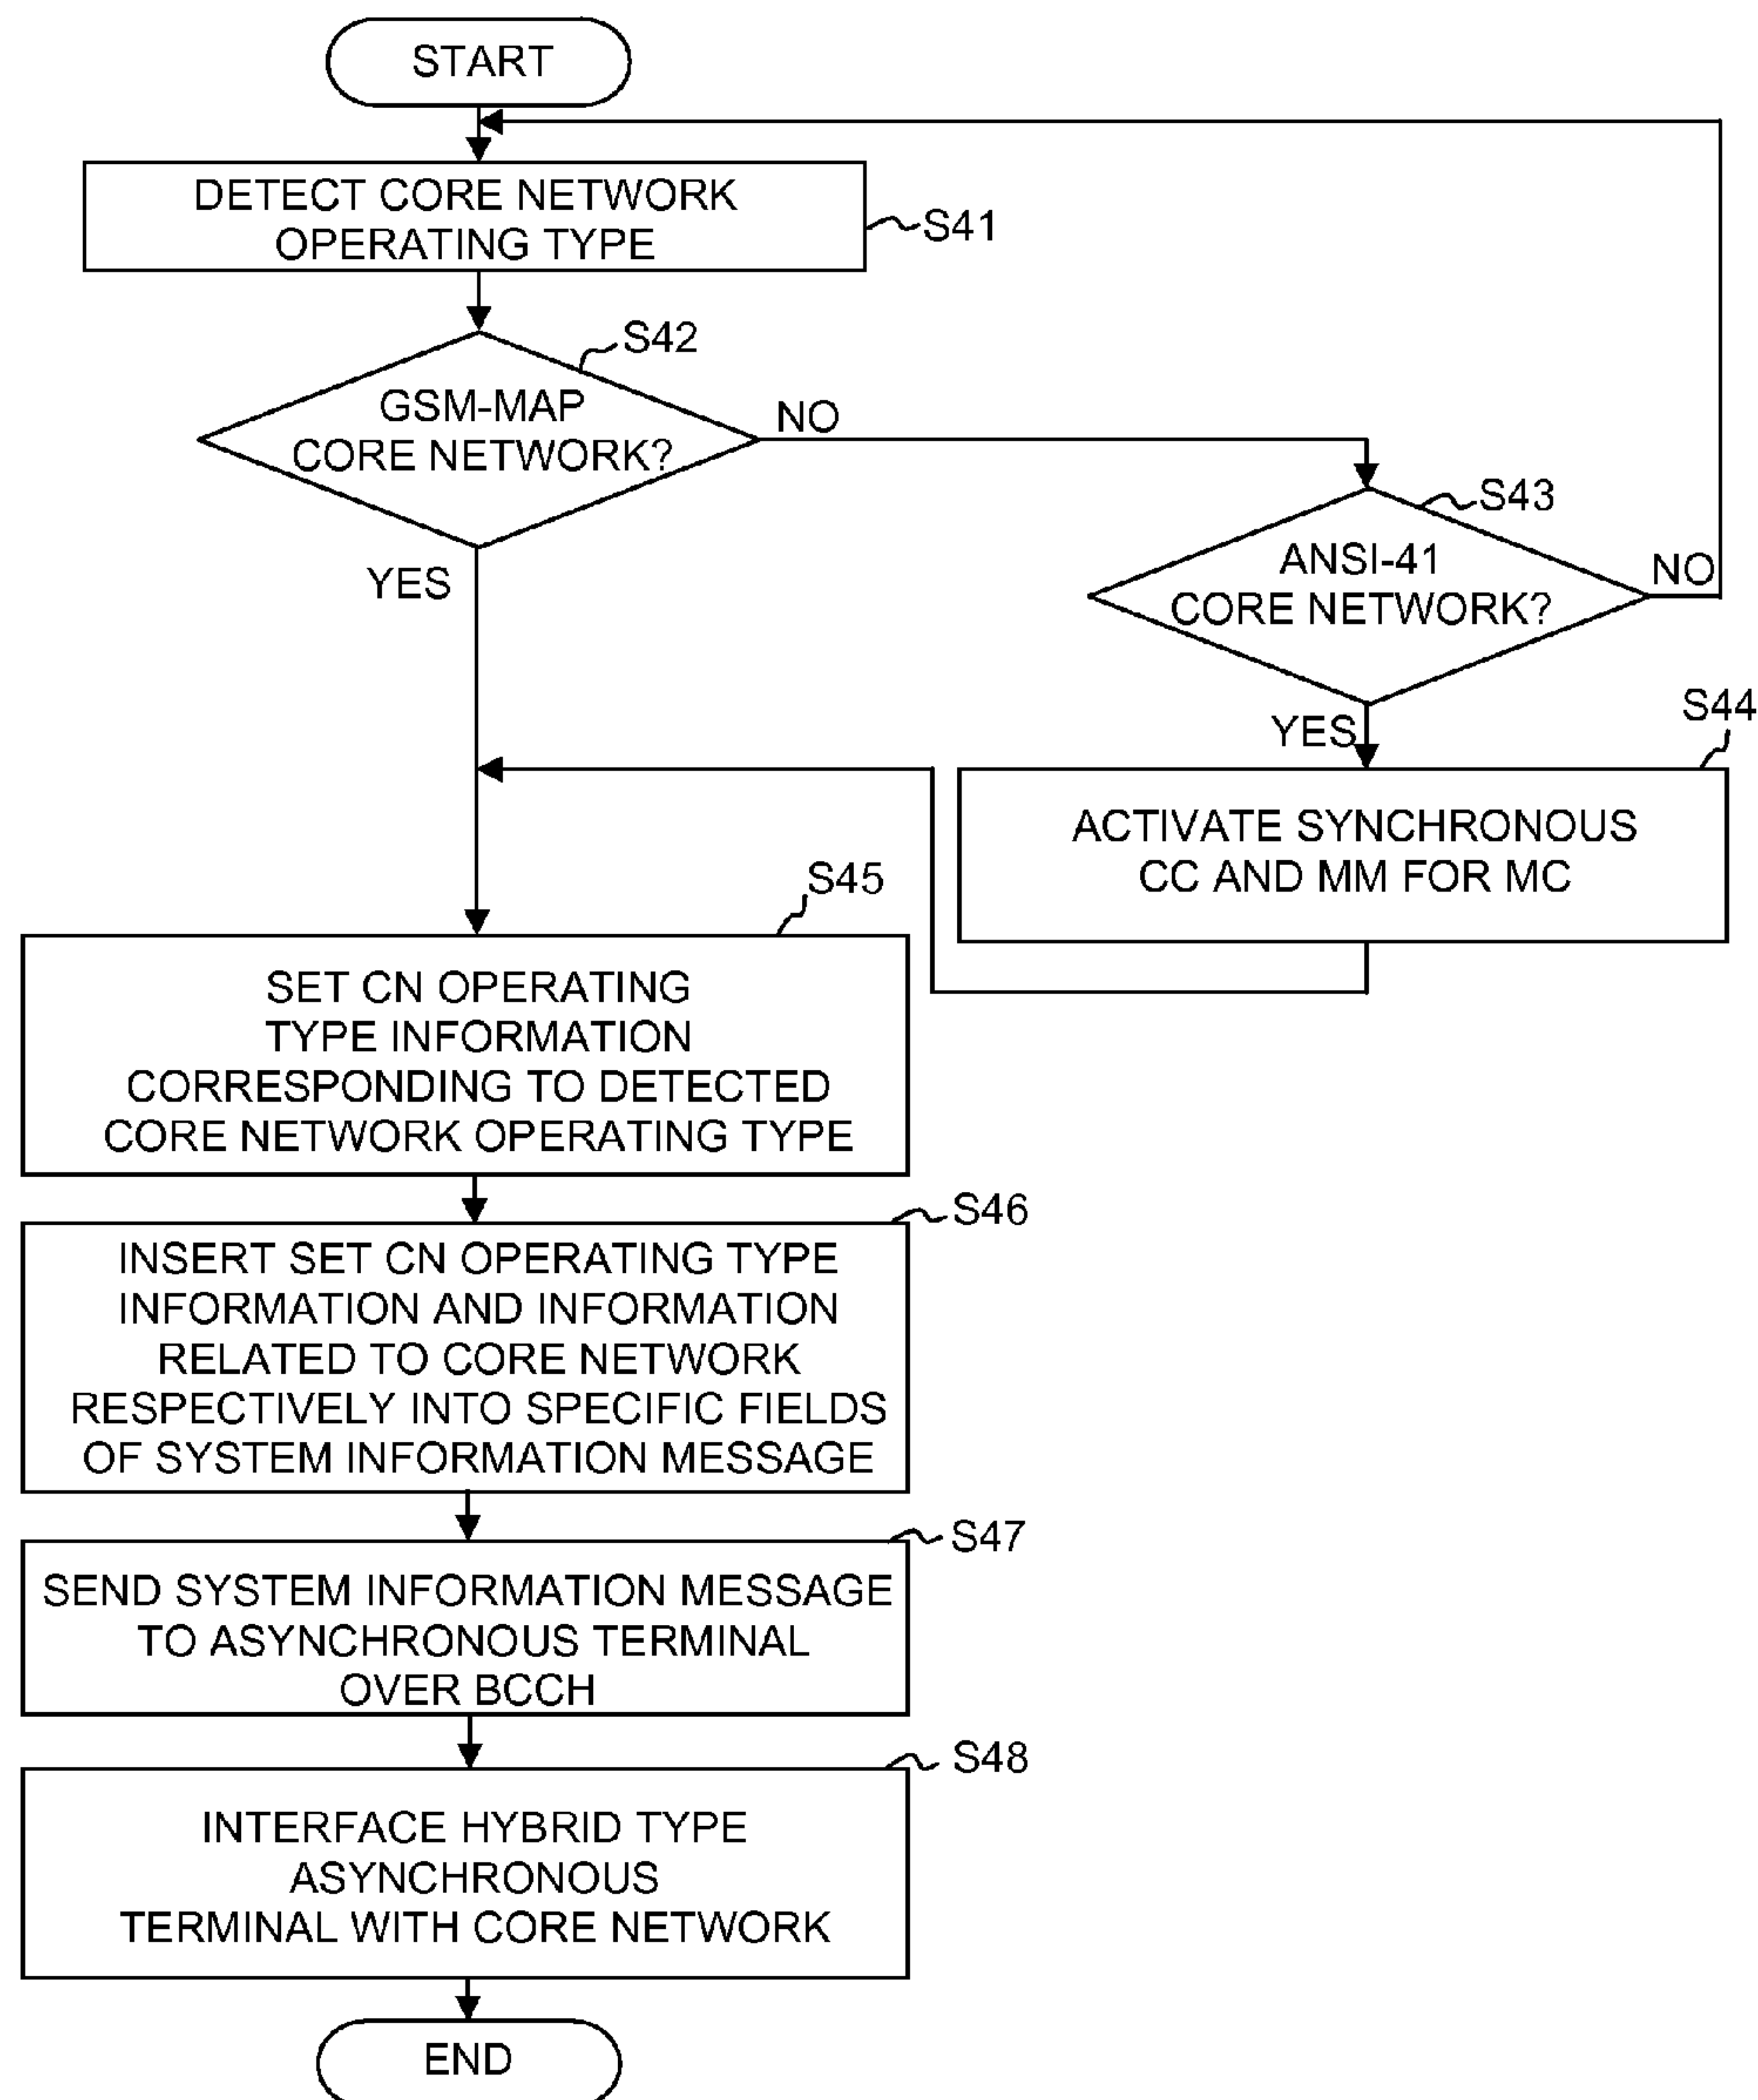 START
DETECT CORE NETWORK
OPERATING TYPE
S41
S42
GSM-MAP
CORE NETWORK?
NO
YES
S43
ANSI-41
CORE NETWORK?
NO
YES
S44
ACTIVATE SYNCHRONOUS
CC AND MM FOR MC
S45
SET CN OPERATING
TYPE INFORMATION
CORRESPONDING TO DETECTED
CORE NETWORK OPERATING TYPE
S46
INSERT SET CN OPERATING TYPE
INFORMATION AND INFORMATION
RELATED TO CORE NETWORK
RESPECTIVELY INTO SPECIFIC FIELDS
OF SYSTEM INFORMATION MESSAGE
S47
SEND SYSTEM INFORMATION MESSAGE
TO ASYNCHRONOUS TERMINAL
OVER BCCH
S48
INTERFACE HYBRID TYPE
ASYNCHRONOUS
TERMINAL WITH CORE NETWORK
END